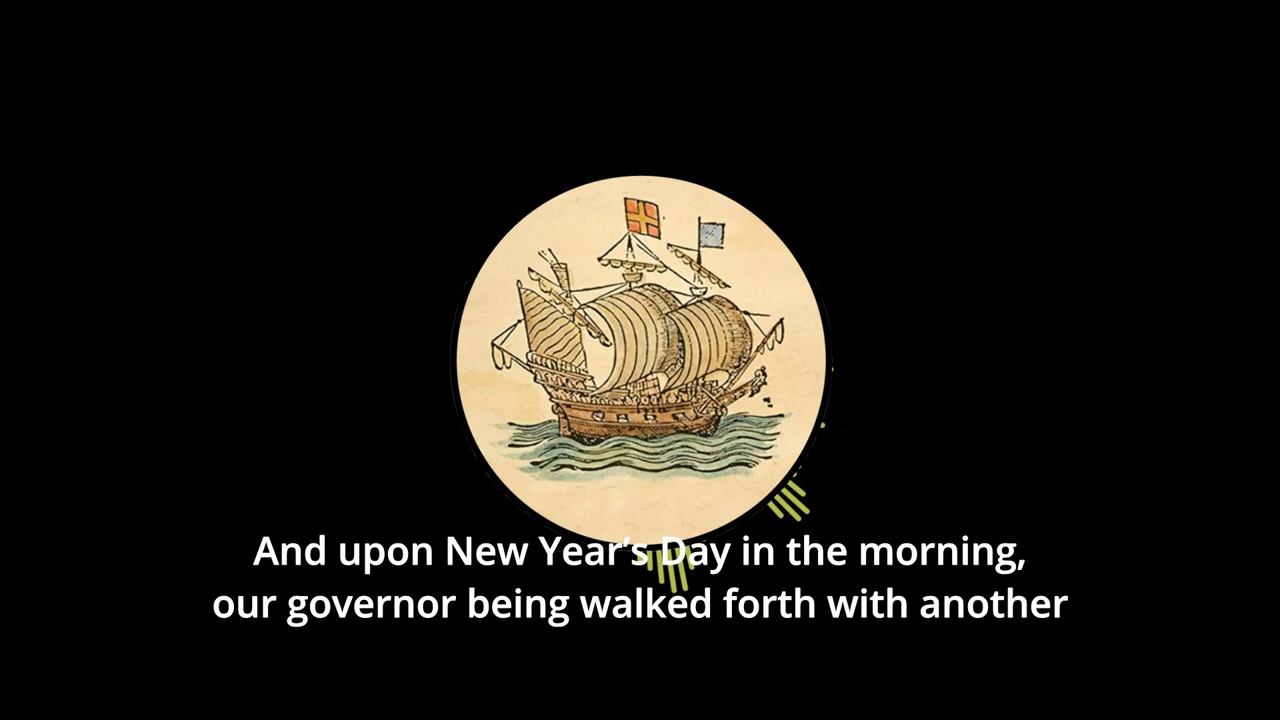 And upon New Year’s Day in the morning,
our governor being walked forth with another